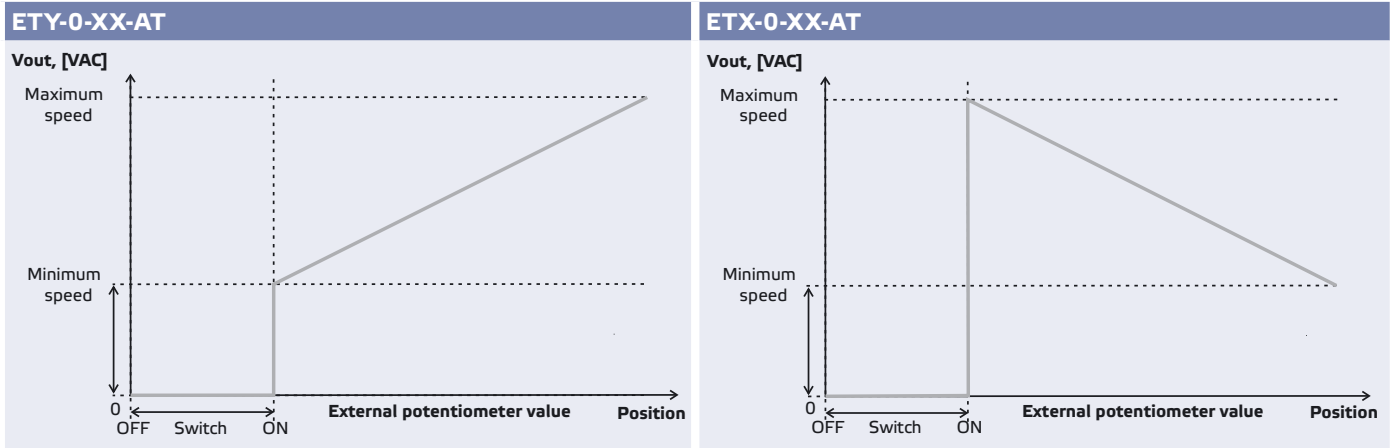 ETY-0-XX-AT
Vout, [VAC]
Maximum
speed
Minimum
speed
0
OFF Switch ON
External potentiometer value
Position
ETX-0-XX-AT
Vout, [VAC]
Maximum
speed
Minimum
speed
0
OFF Switch ON
External potentiometer value
Position